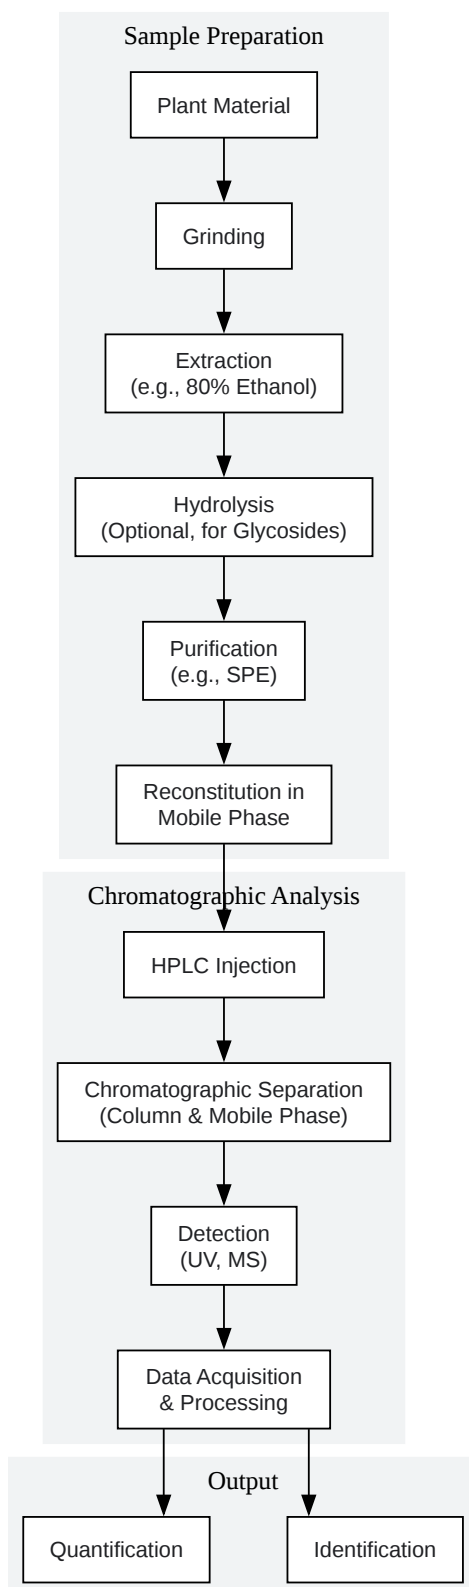 Sample Preparation
Plant Material
Grinding
Extraction
(e.g., 80% Ethanol)
Hydrolysis
(Optional, for Glycosides)
Purification
(e.g., SPE)
Reconstitution in
Mobile Phase
Chromatographic Analysis
HPLC Injection
Chromatographic Separation
(Column & Mobile Phase)
Detection
(UV, MS)
Data Acquisition
& Processing
Output
Quantification
Identification